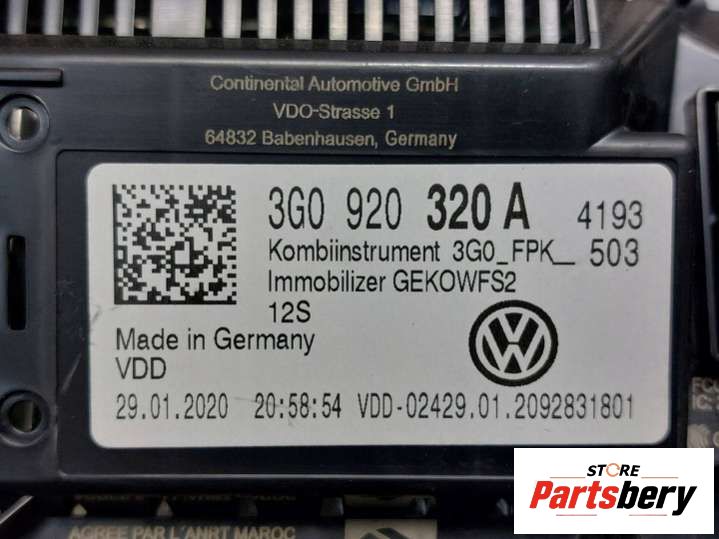 Continental Automotive GmbH
VDO-Strasse 1
64832 Babenhausen, Germany
3G0 920 320 A 4193
Kombiinstrument 3G0_FPK_ 503
Immobilizer GEKOWFS2
12S
Made in Germany
VDD
29.01.2020 20:58:54 VDD-02429.01.2092831801
AGREE PAR L'ANRT MAROC
STORE
Partsbery